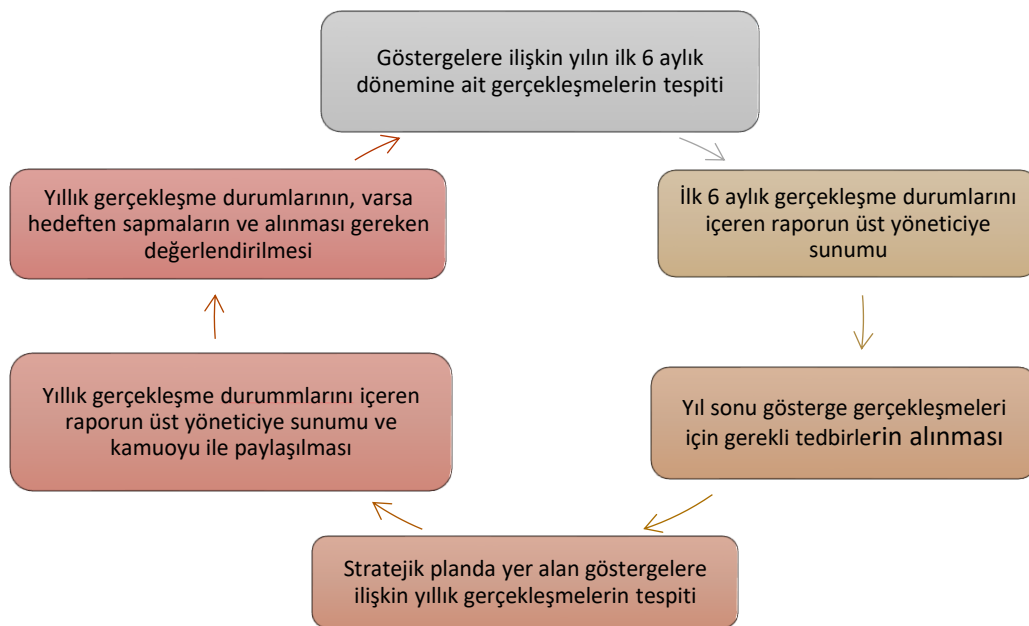 Göstergelere ilişkin yılın ilk 6 aylık
dönemine ait gerçekleşmelerin tespiti
İlk 6 aylık gerçekleşme durumlarını
içeren raporun üst yöneticiye
sunumu
Yıl sonu gösterge gerçekleşmeleri
için gerekli tedbirlerin alınması
Stratejik planda yer alan göstergelere
ilişkin yıllık gerçekleşmelerin tespiti
Yıllık gerçekleşme durummlarını içeren
raporun üst yöneticiye sunumu ve
kamuoyu ile paylaşılması
Yıllık gerçekleşme durumlarının, varsa
hedeften sapmaların ve alınması gereken
değerlendirilmesi